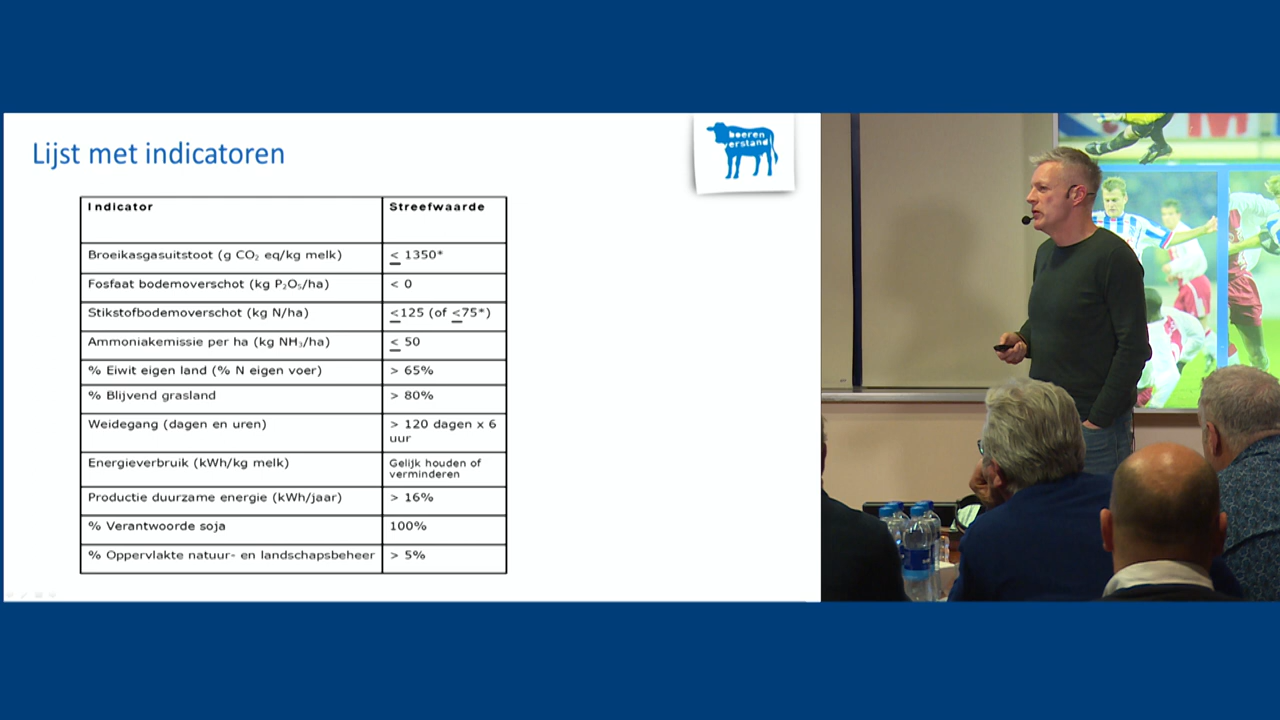 Lijst met indicatoren
boeren
verstand
Indicator Streefwaarde
Broeikasgasuitstoot (g CO₂ eq/kg melk) ≤ 1350*
Fosfaat bodemoverschot (kg P₂O₅/ha) < 0
Stikstofbodemoverschot (kg N/ha) ≤125 (of ≤75*)
Ammoniakemissie per ha (kg NH₃/ha) ≤ 50
% Eiwit eigen land (% N eigen voer) > 65%
% Blijvend grasland > 80%
Weidegang (dagen en uren) > 120 dagen x 6
uur
Energieverbruik (kWh/kg melk) Gelijk houden of
verminderen
Productie duurzame energie (kWh/jaar) > 16%
% Verantwoorde soja 100%
% Oppervlakte natuur- en landschapsbeheer > 5%